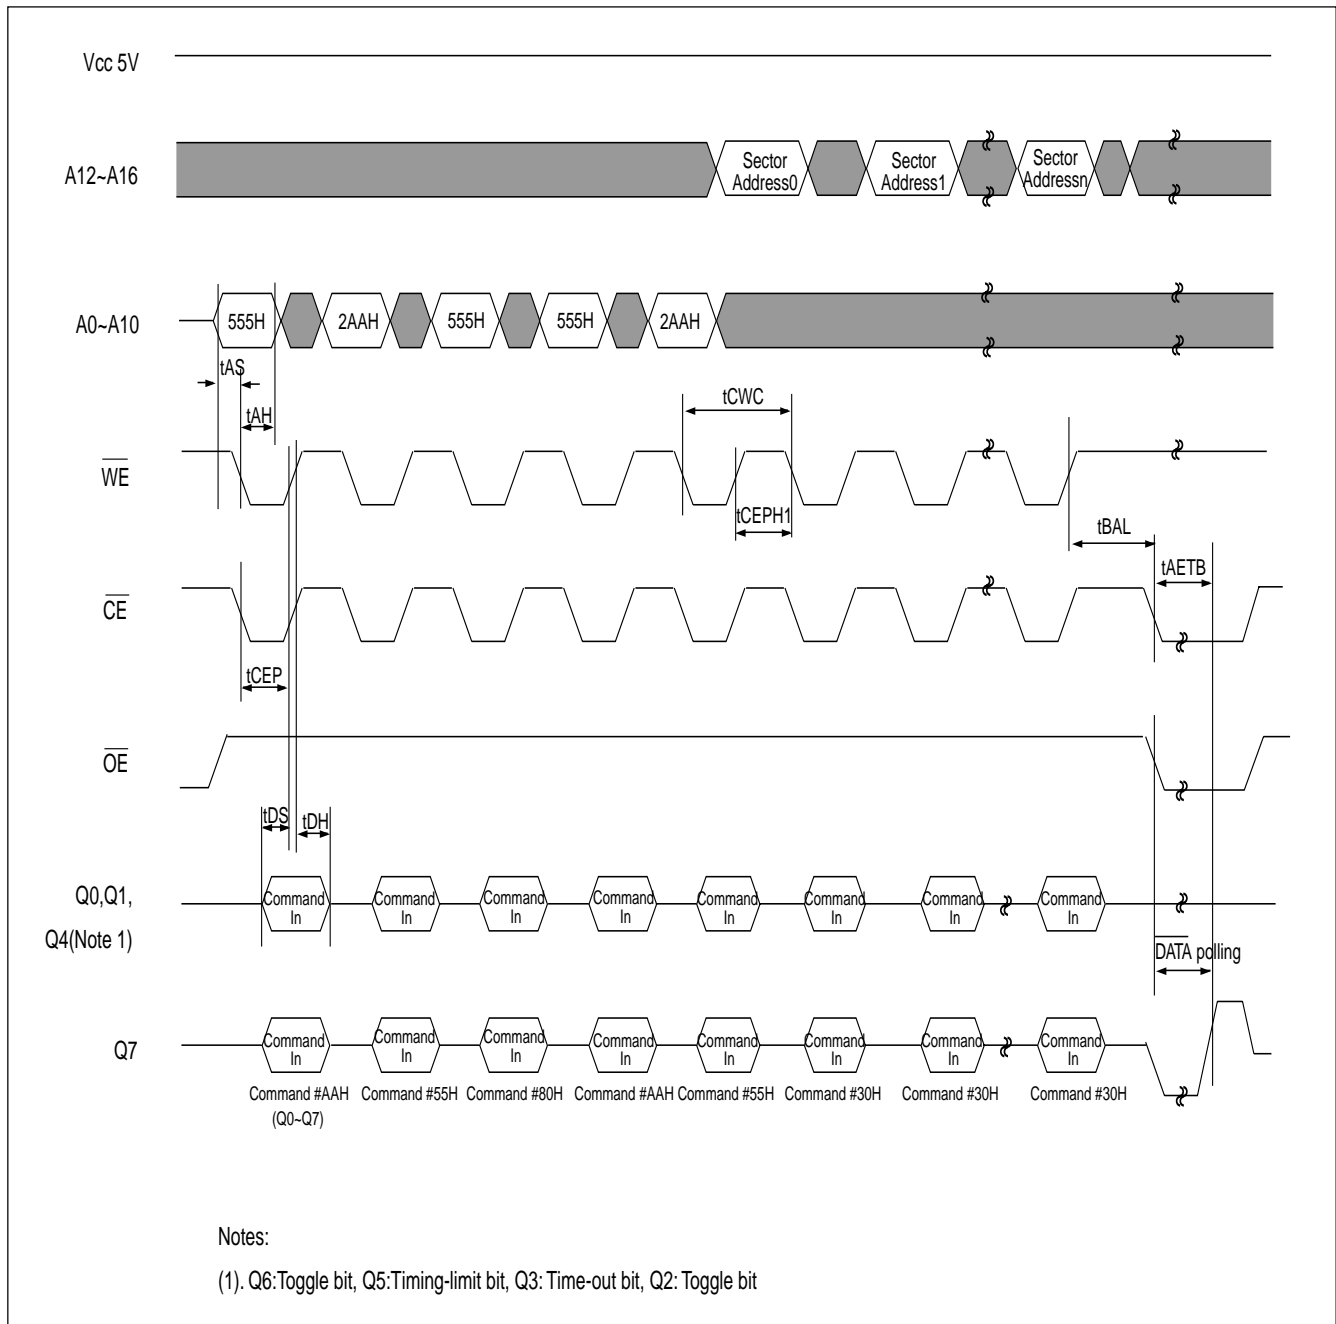 Vcc 5V
A12~A16
Sector
Address0
Sector
Address1
Sector
Addressn
A0~A10
555H
2AAH
555H
555H
2AAH
tAS
tAH
tCWC
WE
tCEPH1
tBAL
tAETB
CE
tCEP
OE
tDS
tDH
Q0,Q1,
Q4(Note 1)
Command
In
Command
In
Command
In
Command
In
Command
In
Command
In
Command
In
Command
In
DATA polling
Q7
Command
In
Command
In
Command
In
Command
In
Command
In
Command
In
Command
In
Command
In
Command #AAH
(Q0~Q7)
Command #55H
Command #80H
Command #AAH
Command #55H
Command #30H
Command #30H
Command #30H
Notes:
(1). Q6:Toggle bit, Q5:Timing-limit bit, Q3: Time-out bit, Q2: Toggle bit